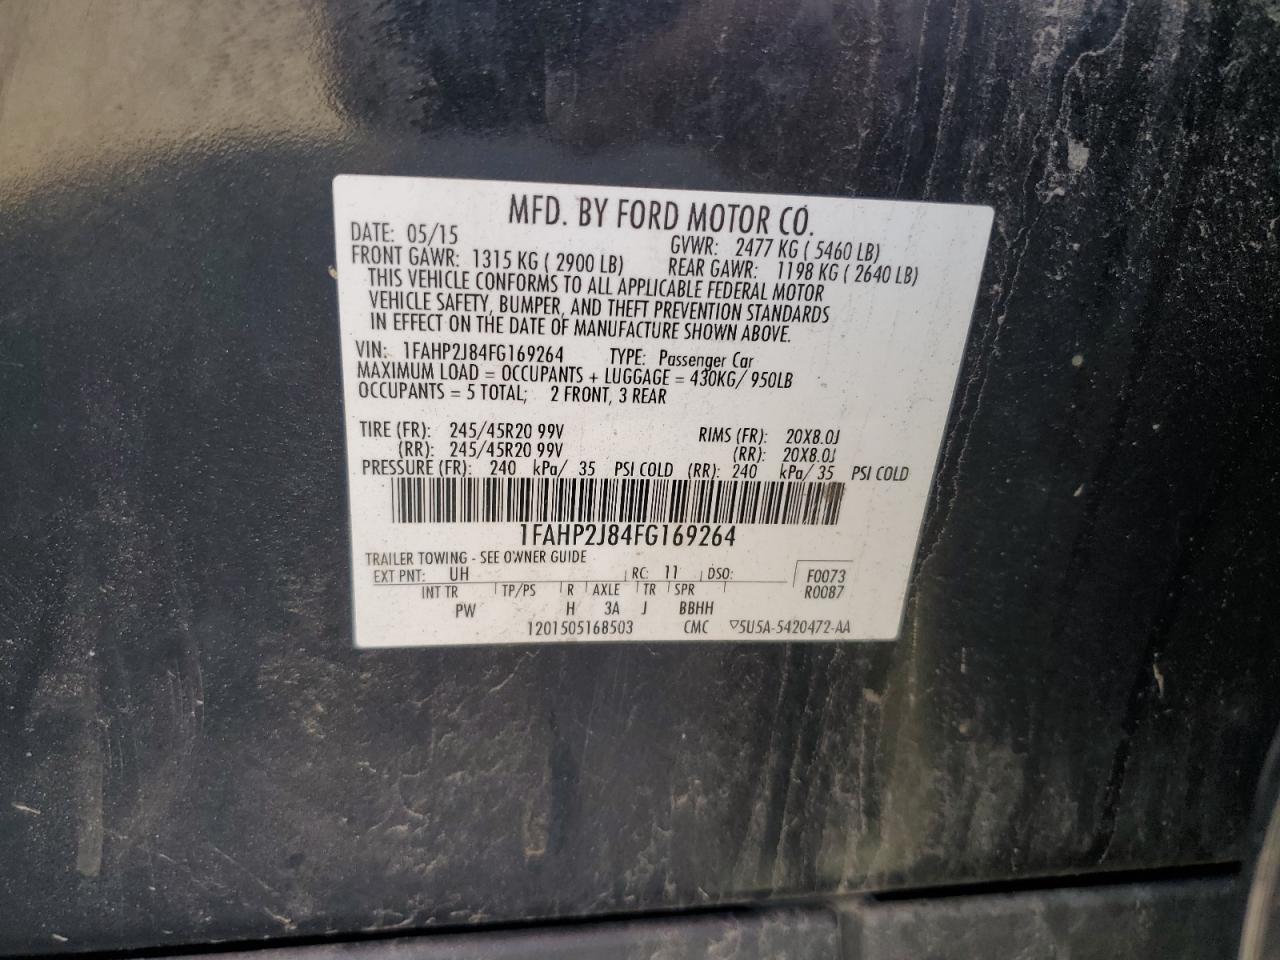 MFD. BY FORD MOTOR CO.
DATE: 05/15 GVWR: 2477 KG ( 5460 LB)
FRONT GAWR: 1315 KG ( 2900 LB) REAR GAWR: 1198 KG ( 2640 LB)
THIS VEHICLE CONFORMS TO ALL APPLICABLE FEDERAL MOTOR
VEHICLE SAFETY, BUMPER, AND THEFT PREVENTION STANDARDS
IN EFFECT ON THE DATE OF MANUFACTURE SHOWN ABOVE.
VIN: 1FAHP2J84FG169264 TYPE: Passenger Car
MAXIMUM LOAD = OCCUPANTS + LUGGAGE = 430KG/ 950LB
OCCUPANTS = 5 TOTAL; 2 FRONT, 3 REAR
TIRE (FR): 245/45R20 99V RIMS (FR): 20X8.0J
(RR): 245/45R20 99V (RR): 20X8.0J
PRESSURE (FR): 240 kPa/ 35 PSI COLD (RR): 240 kPa/ 35 PSI COLD
1FAHP2J84FG169264
TRAILER TOWING - SEE OWNER GUIDE
EXT PNT: UH RC: 11 DSO: F0073
INT TR TP/PS R AXLE TR SPR R0087
PW H 3A J BBHH
1201505168503 CMC ▽5U5A-5420472-AA